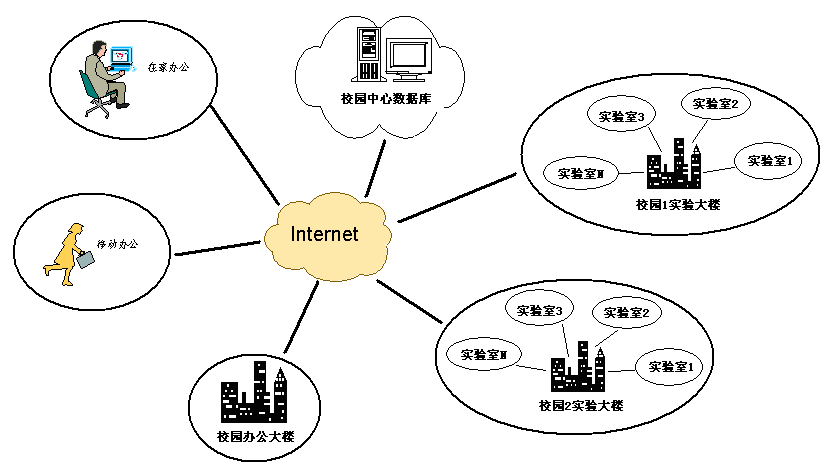 在家办公
校园中心数据库
实验室3
实验室2
实验室N
实验室1
校园1实验大楼
移动办公
Internet
实验室3
实验室2
实验室N
实验室1
校园2实验大楼
校园办公大楼